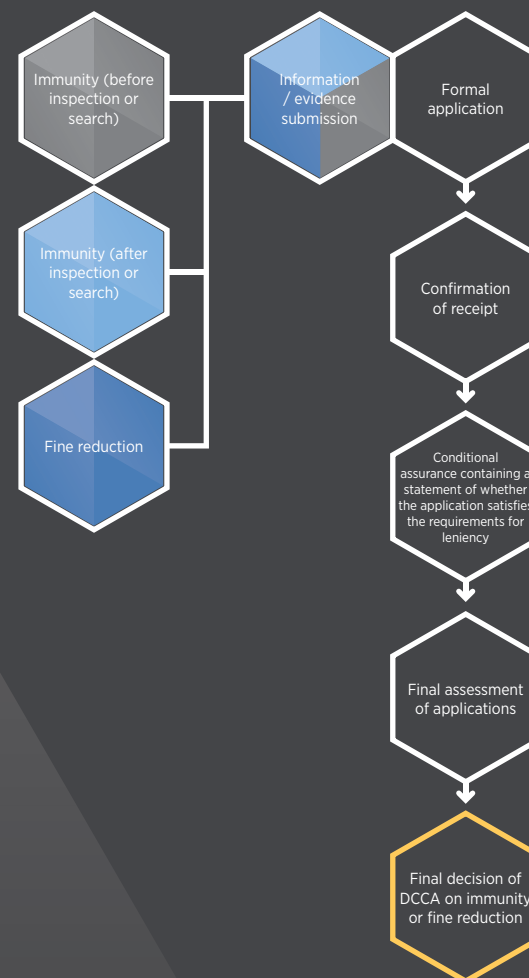 Immunity (before
inspection or
search)
Immunity (after
inspection or
search)
Fine reduction
Information
/ evidence
submission
Formal
application
Confirmation
of receipt
Conditional
assurance containing a
statement of whether
the application satisfies
the requirements for
leniency
Final assessment
of applications
Final decision of
DCCA on immunity
or fine reduction